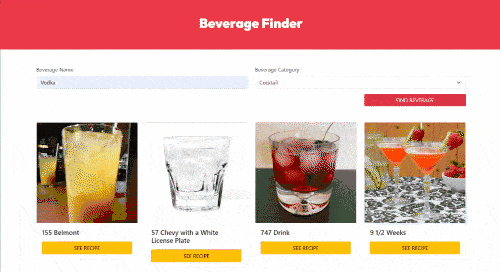 Beverage Finder
Beverage Name
Beverage Category
Vodka
Cocktail
FIND BEVERAGE
155 Belmont
57 Chevy with a White
License Plate
747 Drink
9 1/2 Weeks
SEE RECIPE
SEE RECIPE
SEE RECIPE
SEE RECIPE